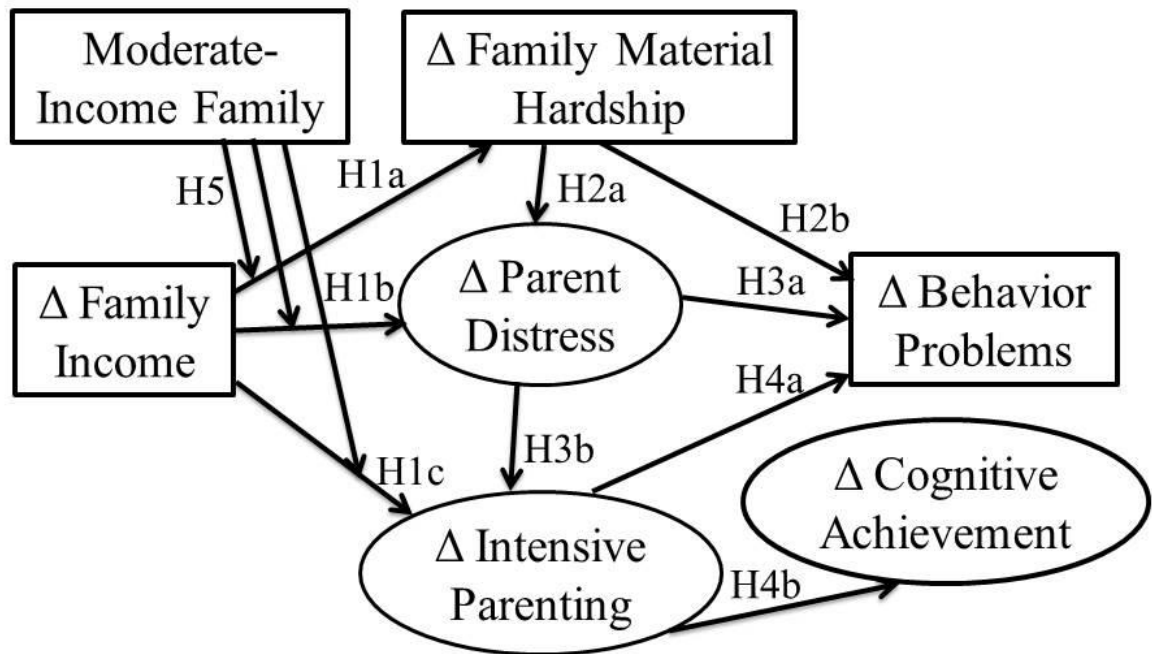 Moderate-
Income Family
Δ Family Material
Hardship
H5
H1a
H2a
H2b
Δ Family
Income
H1b
Δ Parent
Distress
H3a
Δ Behavior
Problems
H4a
H3b
H1c
Δ Cognitive
Achievement
Δ Intensive
Parenting
H4b